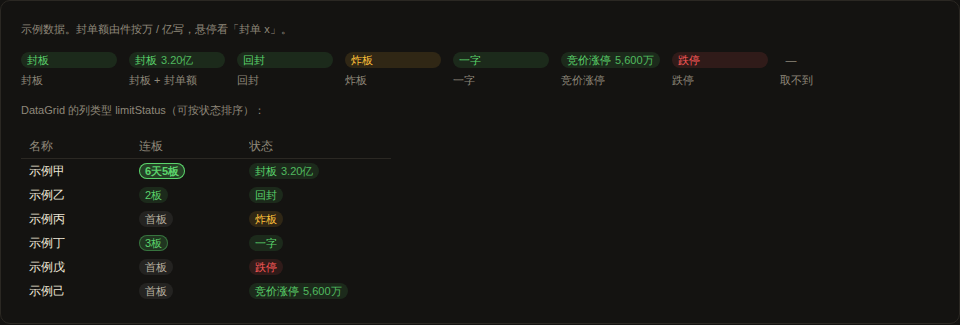 示例数据。封单额由件按万 / 亿写，悬停看「封单 x」。
封板 封板 3.20亿 回封 炸板 一字 竞价涨停 5,600万 跌停 —
封板 封板 + 封单额 回封 炸板 一字 竞价涨停 跌停 取不到
DataGrid 的列类型 limitStatus（可按状态排序）：
名称 连板 状态
示例甲 6天5板 封板 3.20亿
示例乙 2板 回封
示例丙 首板 炸板
示例丁 3板 一字
示例戊 首板 跌停
示例己 首板 竞价涨停 5,600万